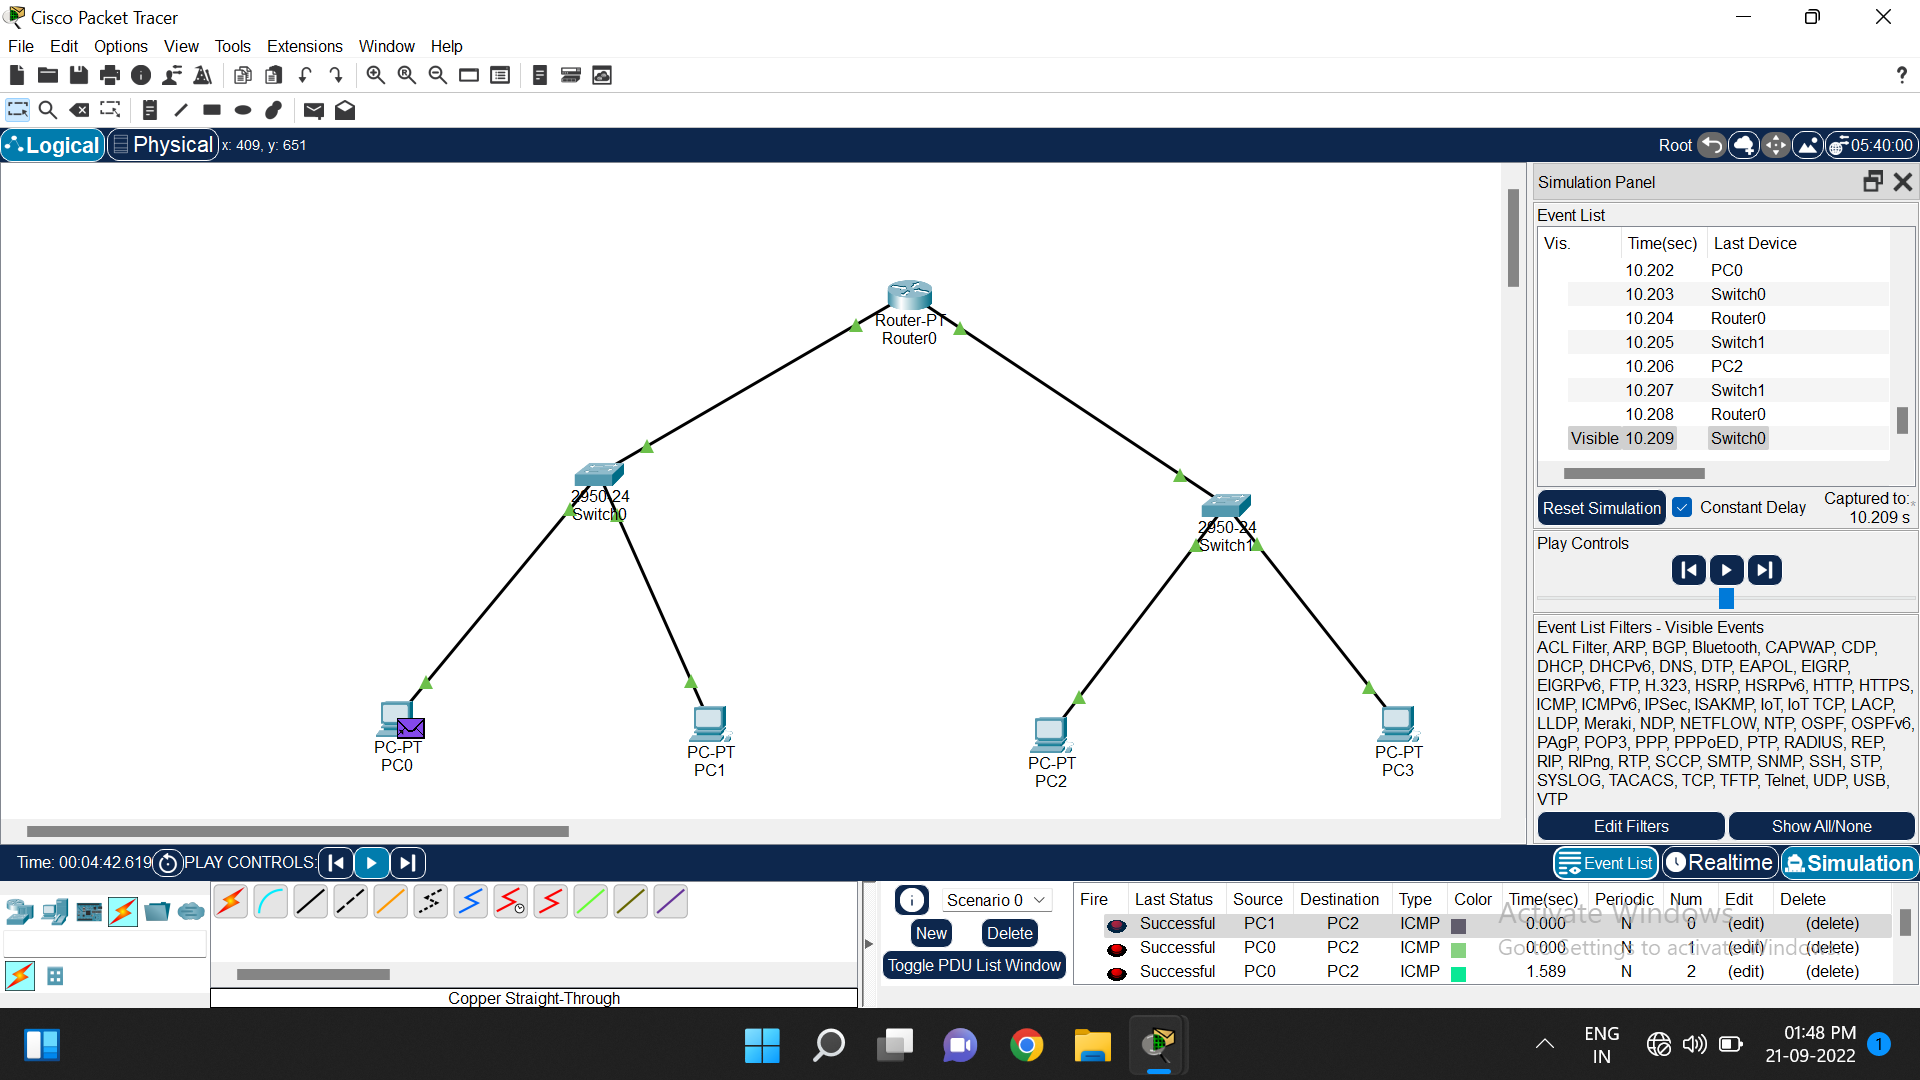 Cisco Packet Tracer
File Edit Options View Tools Extensions Window Help
?
Logical Physical x: 409, y: 651 Root 05:40:00
Router-PT
Router0
2950-24
Switch0
2950-24
Switch1
PC-PT
PC0
PC-PT
PC1
PC-PT
PC2
PC-PT
PC3
Simulation Panel
Event List
Vis. Time(sec) Last Device
10.202 PC0
10.203 Switch0
10.204 Router0
10.205 Switch1
10.206 PC2
10.207 Switch1
10.208 Router0
Visible 10.209 Switch0
Reset Simulation Constant Delay Captured to:
10.209 s
Play Controls
Event List Filters - Visible Events
ACL Filter, ARP, BGP, Bluetooth, CAPWAP, CDP,
DHCP, DHCPv6, DNS, DTP, EAPOL, EIGRP,
EIGRPv6, FTP, H.323, HSRP, HSRPv6, HTTP, HTTPS,
ICMP, ICMPv6, IPSec, ISAKMP, IoT, IoT TCP, LACP,
LLDP, Meraki, NDP, NETFLOW, NTP, OSPF, OSPFv6,
PAgP, POP3, PPP, PPPoED, PTP, RADIUS, REP,
RIP, RIPng, RTP, SCCP, SMTP, SNMP, SSH, STP,
SYSLOG, TACACS, TCP, TFTP, Telnet, UDP, USB,
VTP
Edit Filters Show All/None
Time: 00:04:42.619 PLAY CONTROLS: Event List Realtime Simulation
Copper Straight-Through
Scenario 0
New Delete
Toggle PDU List Window
Fire Last Status Source Destination Type Color Time(sec) Periodic Num Edit Delete
Successful PC1 PC2 ICMP 0.000 N 0 (edit) (delete)
Successful PC0 PC2 ICMP 0.000 N 1 (edit) (delete)
Successful PC0 PC2 ICMP 1.589 N 2 (edit) (delete)
Activate Windows
Go to Settings to activate Windows.
ENG
IN
01:48 PM
21-09-2022
1